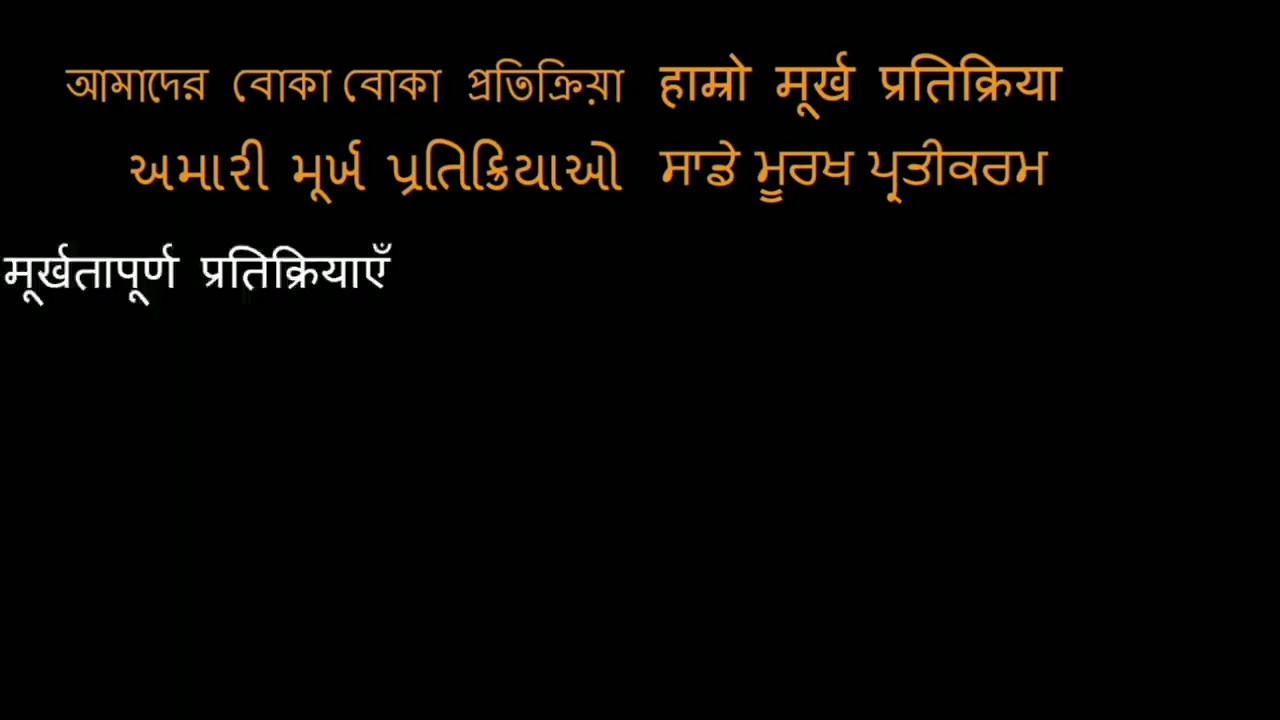 আমাদের বোকা বোকা প্রতিক্রিয়া हाम्रो मूर्ख प्रतिक्रिया
અમારી મૂર્ખ પ્રતિક્રિયાઓ ਸਾਡੇ ਮੂਰਖ ਪ੍ਰਤੀਕਰਮ
मूर्खतापूर्ण प्रतिक्रियाएँ